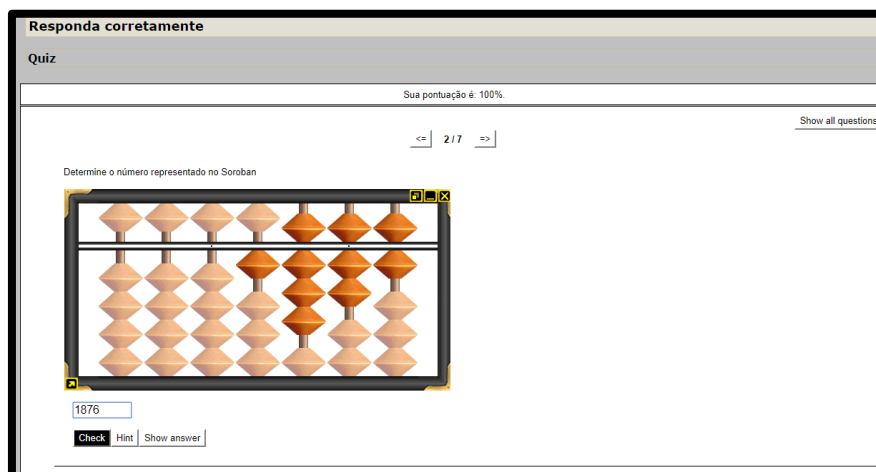 Responda corretamente
Quiz
Sua pontuação é: 100%.
Show all questions
<= 2 / 7 =>
Determine o número representado no Soroban
1876
Check Hint Show answer